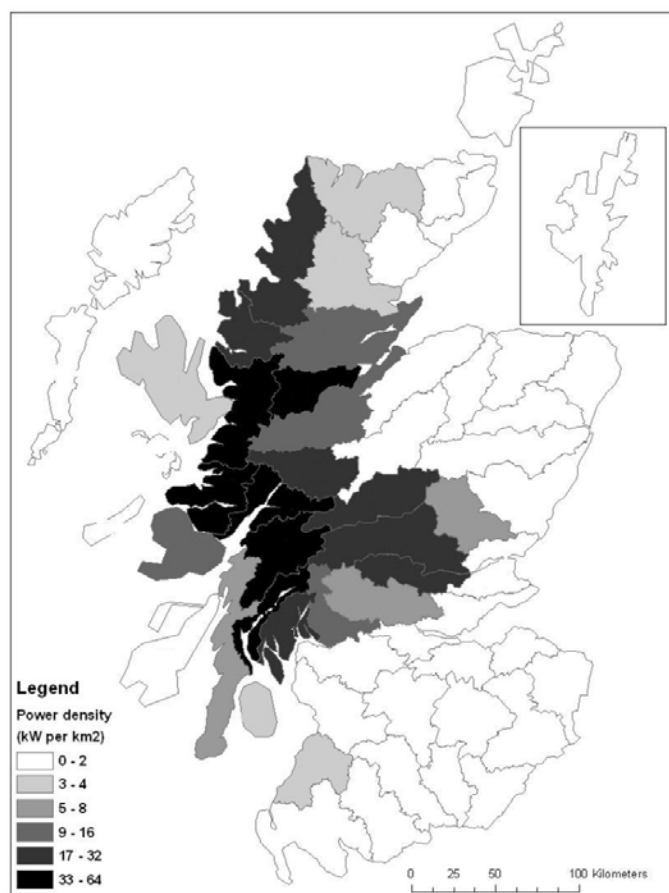 Legend
Power density
(kW per km2)
0 - 2
3 - 4
5 - 8
9 - 16
17 - 32
33 - 64
0 25 50 100 Kilometers